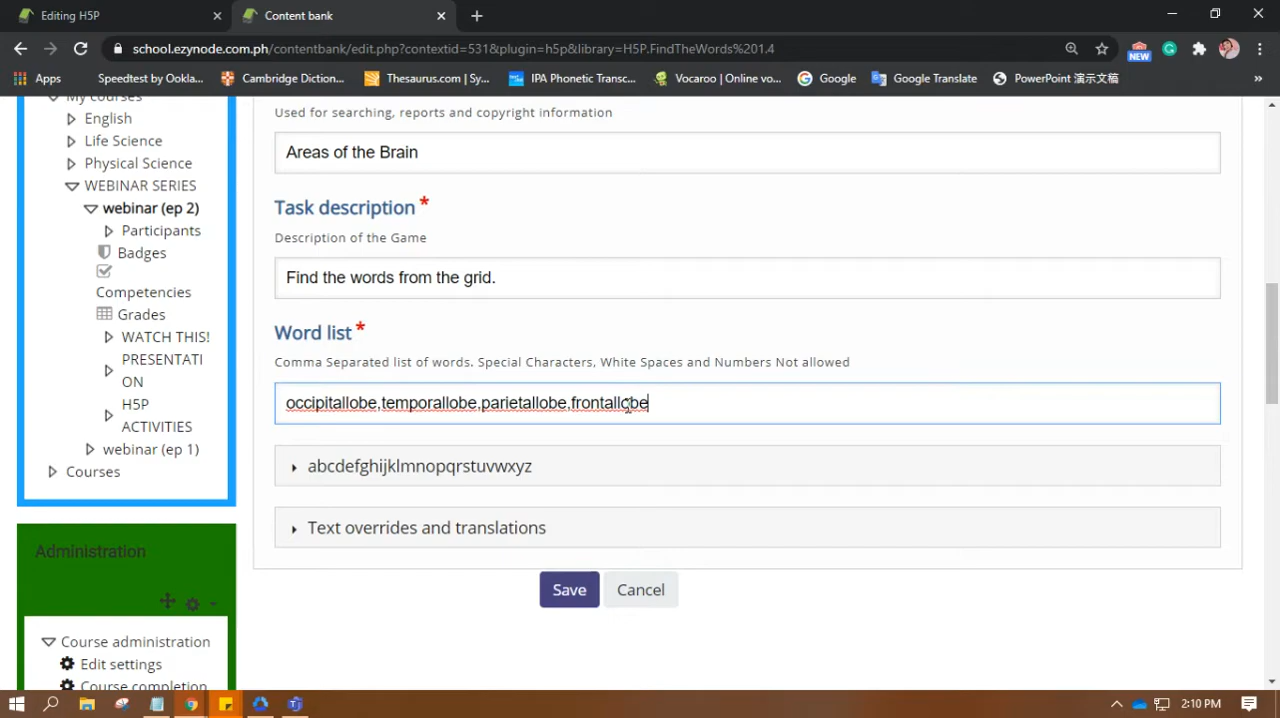 Editing H5P
Content bank
school.ezynode.com.ph/contentbank/edit.php?contextid=531&plugin=h5p&library=H5P.FindTheWords%201.4
NEW
Apps
Speedtest by Ookla...
Cambridge Diction...
Thesaurus.com | Sy...
IPA Phonetic Transc...
Vocaroo | Online vo...
Google
Google Translate
PowerPoint 演示文稿
»
My courses
English
Life Science
Physical Science
WEBINAR SERIES
webinar (ep 2)
Participants
Badges
Competencies
Grades
WATCH THIS!
PRESENTATI
ON
H5P
ACTIVITIES
webinar (ep 1)
Courses
Administration
Course administration
Edit settings
Course completion
Used for searching, reports and copyright information
Areas of the Brain
Task description *
Description of the Game
Find the words from the grid.
Word list *
Comma Separated list of words. Special Characters, White Spaces and Numbers Not allowed
occipitallobe,temporallobe,parietallobe,frontallobe
abcdefghijklmnopqrstuvwxyz
Text overrides and translations
Save
Cancel
2:10 PM